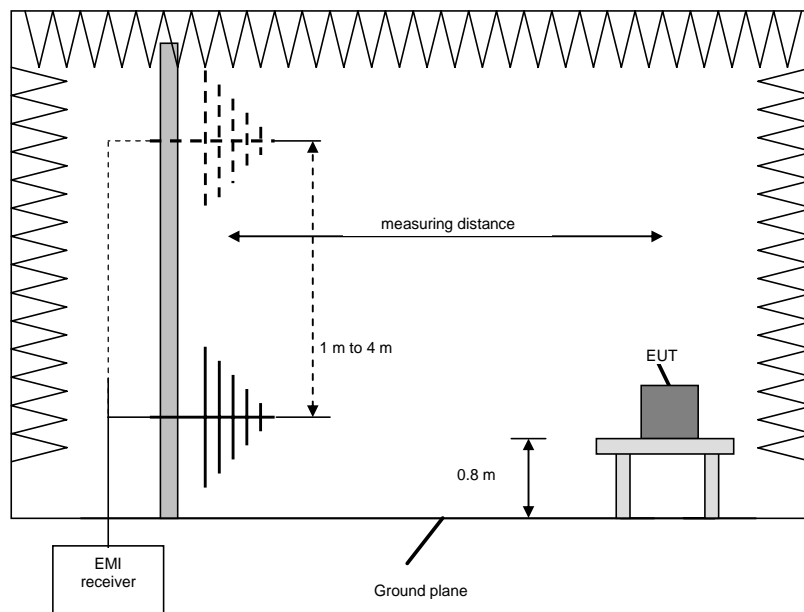 measuring distance
1 m to 4 m
EUT
0.8 m
EMI
receiver
Ground plane